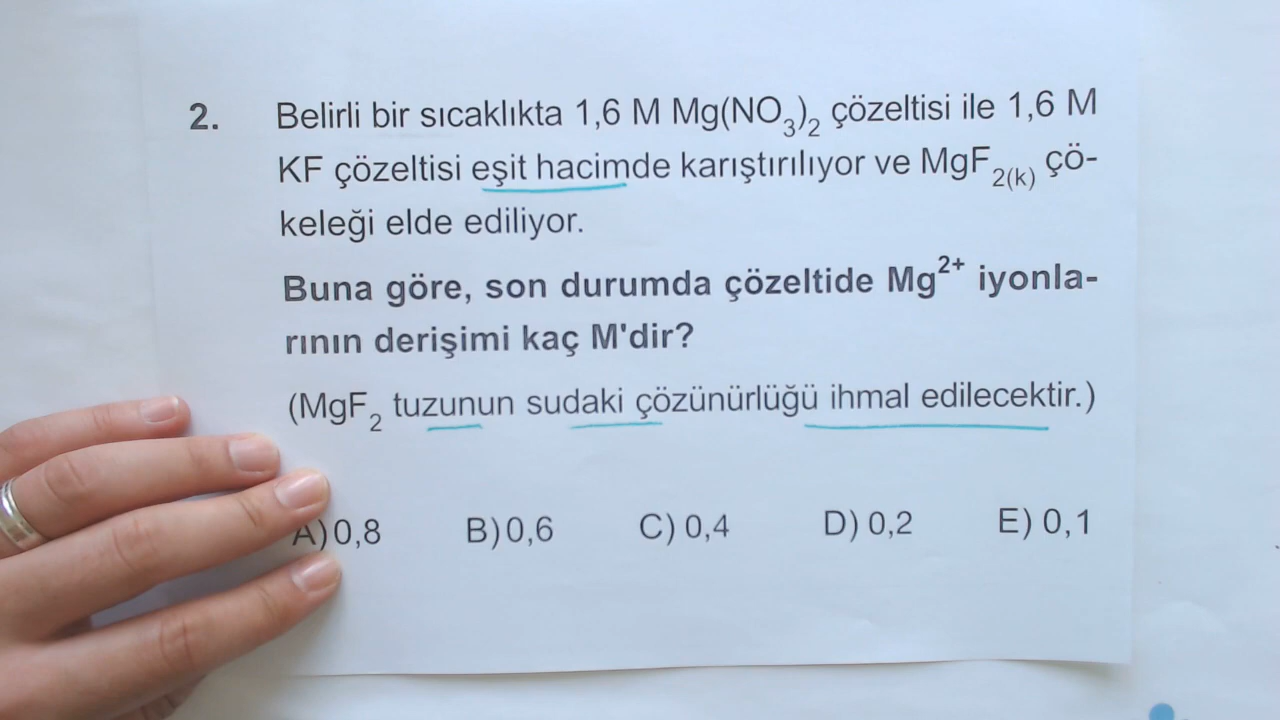 2. Belirli bir sıcaklıkta 1,6 M Mg(NO₃)₂ çözeltisi ile 1,6 M
KF çözeltisi eşit hacimde karıştırılıyor ve MgF₂₍ₖ₎ çö-
keleği elde ediliyor.
Buna göre, son durumda çözeltide Mg²⁺ iyonla-
rının derişimi kaç M'dir?
(MgF₂ tuzunun sudaki çözünürlüğü ihmal edilecektir.)
A) 0,8 B) 0,6 C) 0,4 D) 0,2 E) 0,1